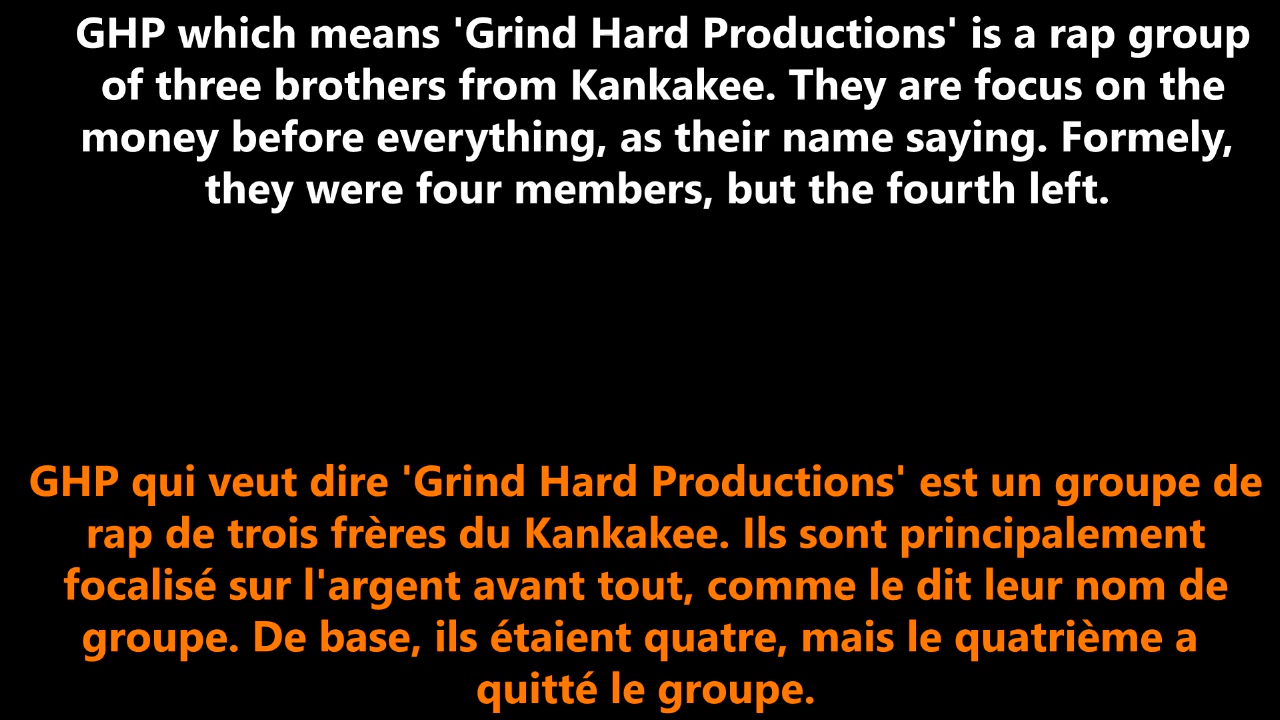 GHP which means 'Grind Hard Productions' is a rap group
of three brothers from Kankakee. They are focus on the
money before everything, as their name saying. Formely,
they were four members, but the fourth left.
GHP qui veut dire 'Grind Hard Productions' est un groupe de
rap de trois frères du Kankakee. Ils sont principalement
focalisé sur l'argent avant tout, comme le dit leur nom de
groupe. De base, ils étaient quatre, mais le quatrième a
quitté le groupe.